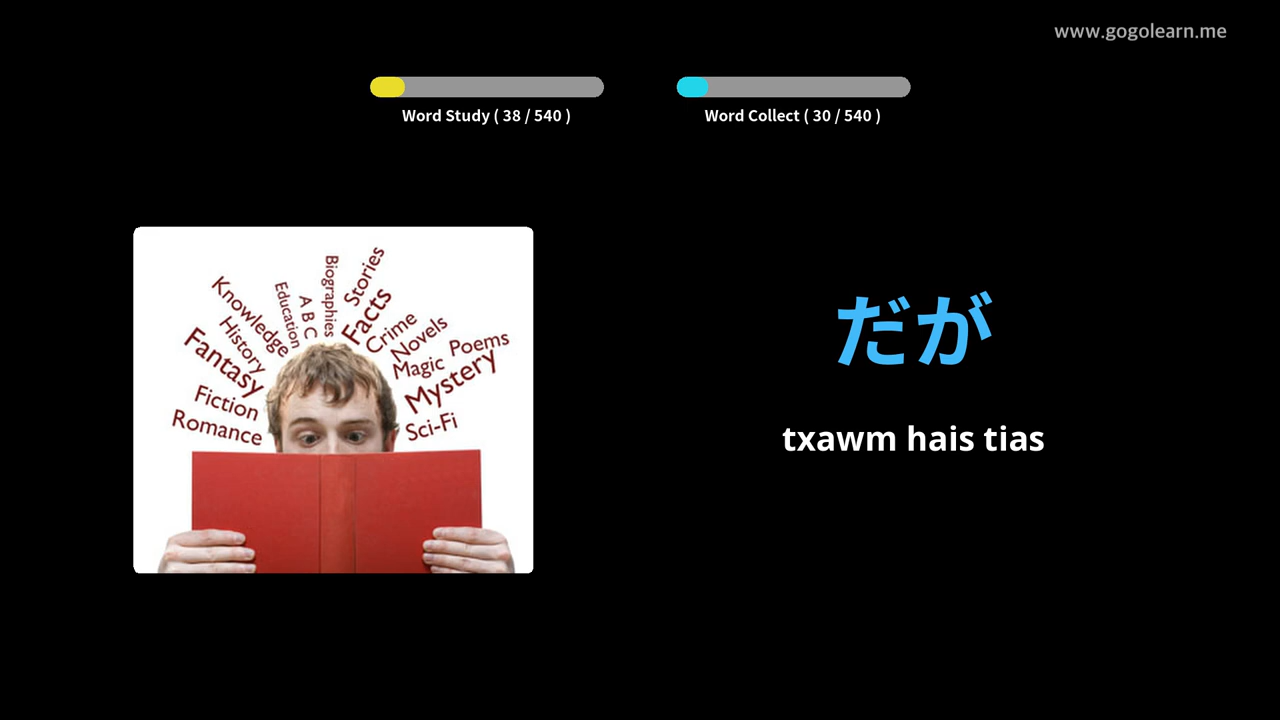 www.gogolearn.me
Word Study ( 38 / 540 )
Word Collect ( 30 / 540 )
Knowledge
History
Fantasy
Fiction
Romance
Education
A B C
Biographies
Stories
Facts
Crime
Novels
Magic
Poems
Mystery
Sci-Fi
だが
txawm hais tias